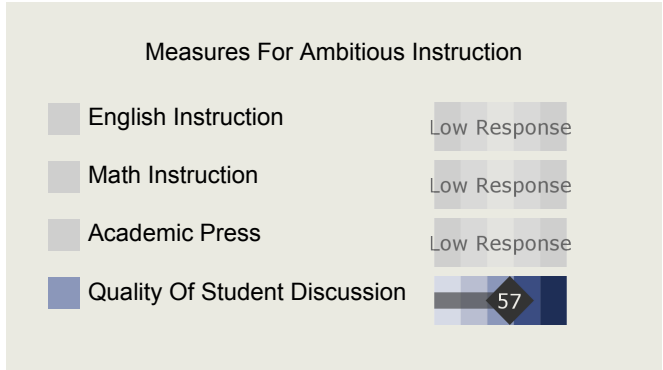 Measures For Ambitious Instruction
English Instruction
Low Response
Math Instruction
Low Response
Academic Press
Low Response
Quality Of Student Discussion
57